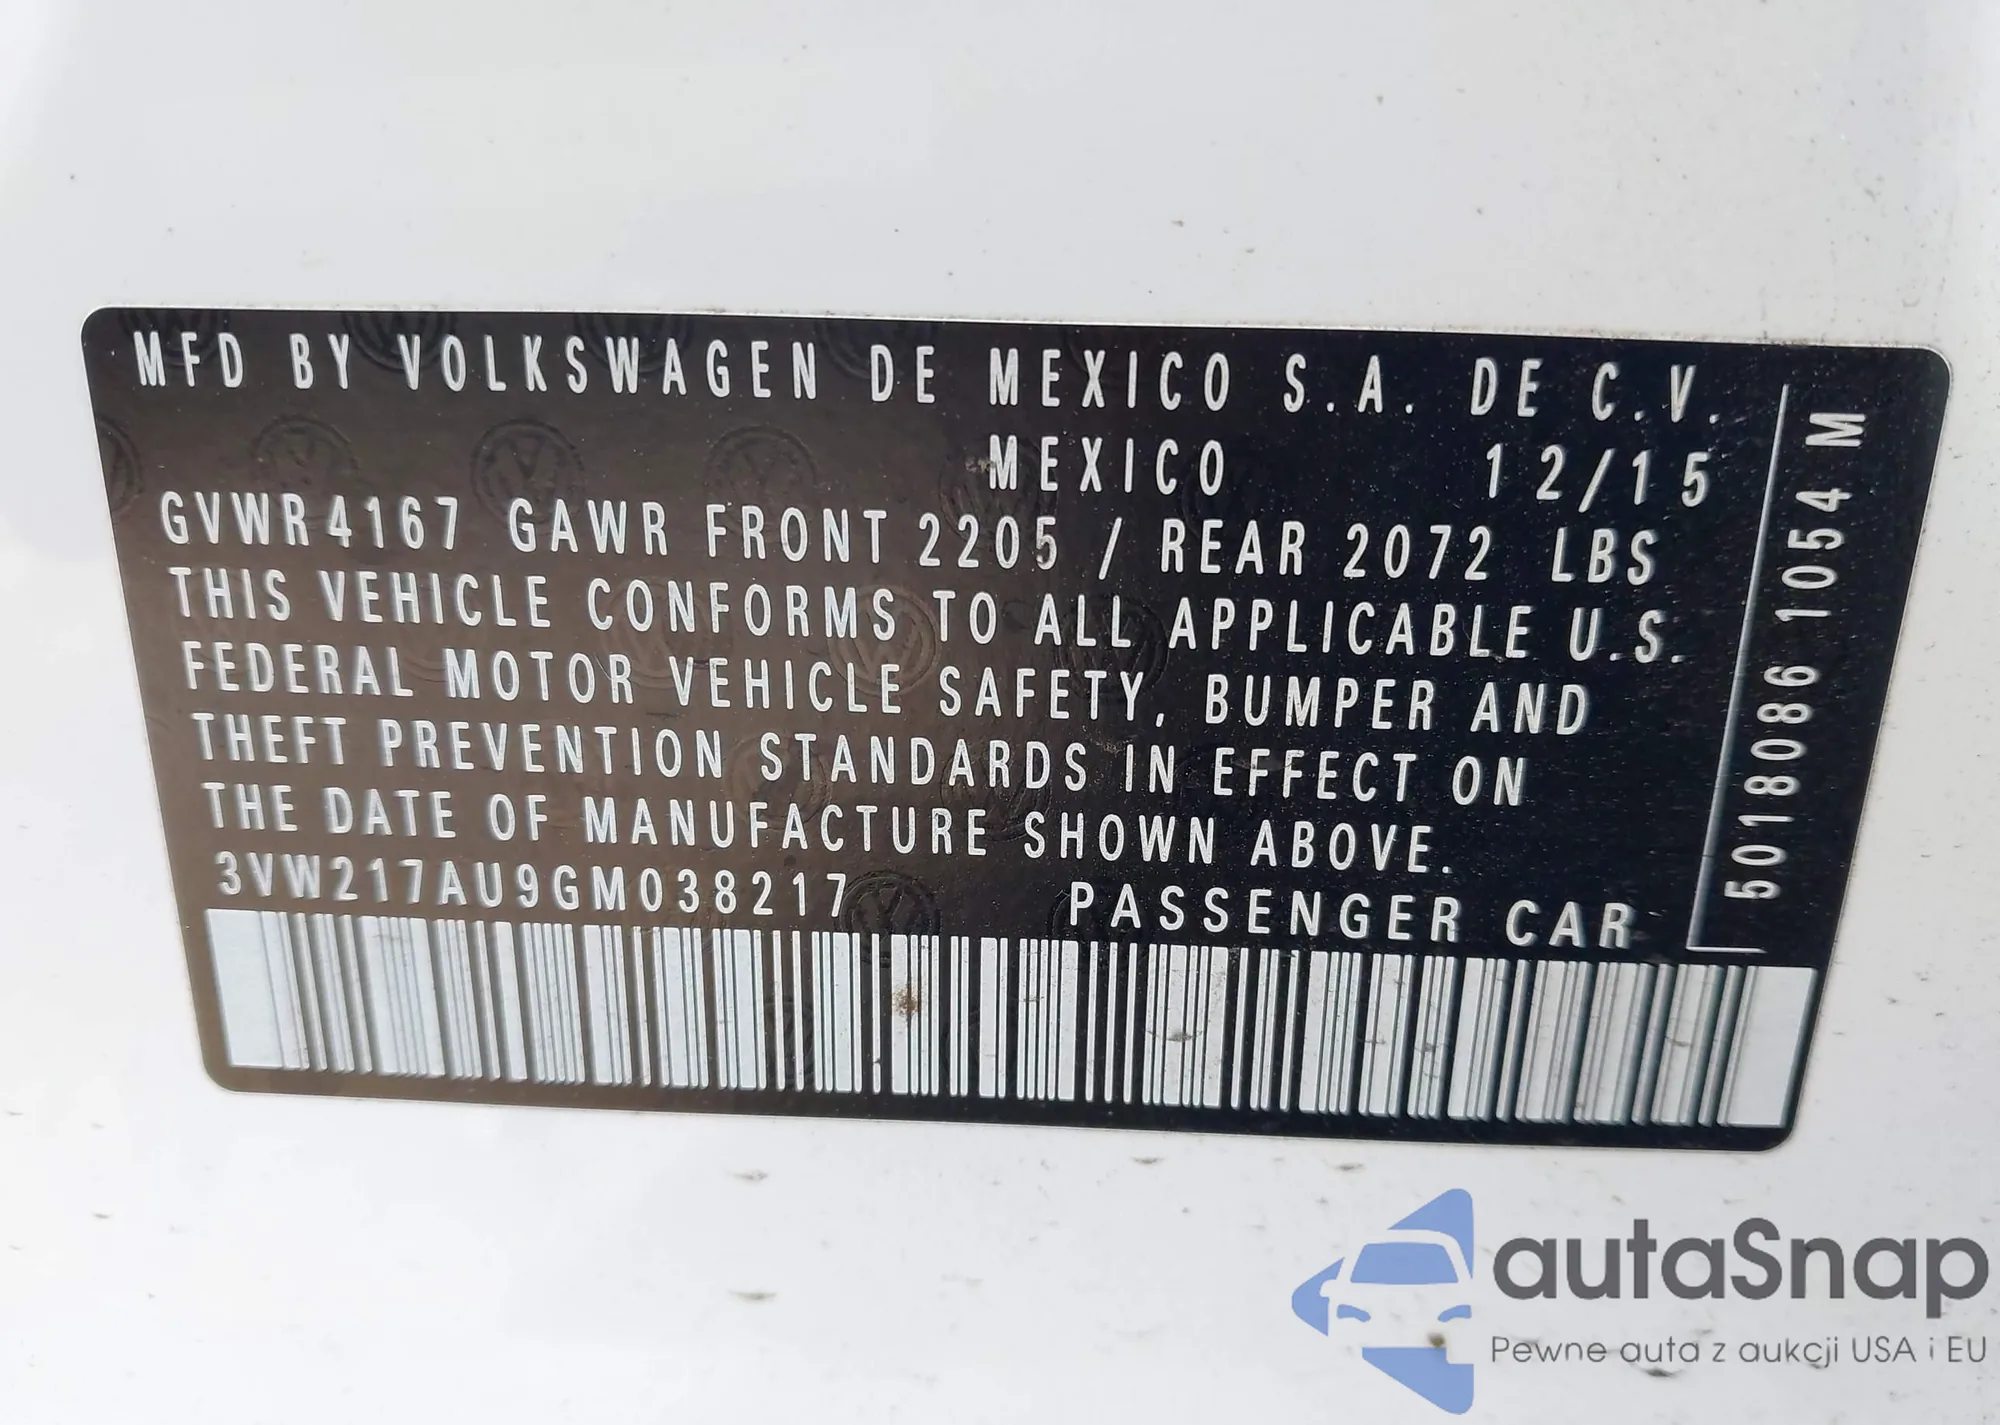 MFD BY VOLKSWAGEN DE MEXICO S.A. DE C.V.
MEXICO 12/15
GVWR 4167 GAWR FRONT 2205 / REAR 2072 LBS
THIS VEHICLE CONFORMS TO ALL APPLICABLE U.S.
FEDERAL MOTOR VEHICLE SAFETY, BUMPER AND
THEFT PREVENTION STANDARDS IN EFFECT ON
THE DATE OF MANUFACTURE SHOWN ABOVE.
3VW217AU9GM038217 PASSENGER CAR
5018086 1054 M
autaSnap
Pewne auta z aukcji USA i EU